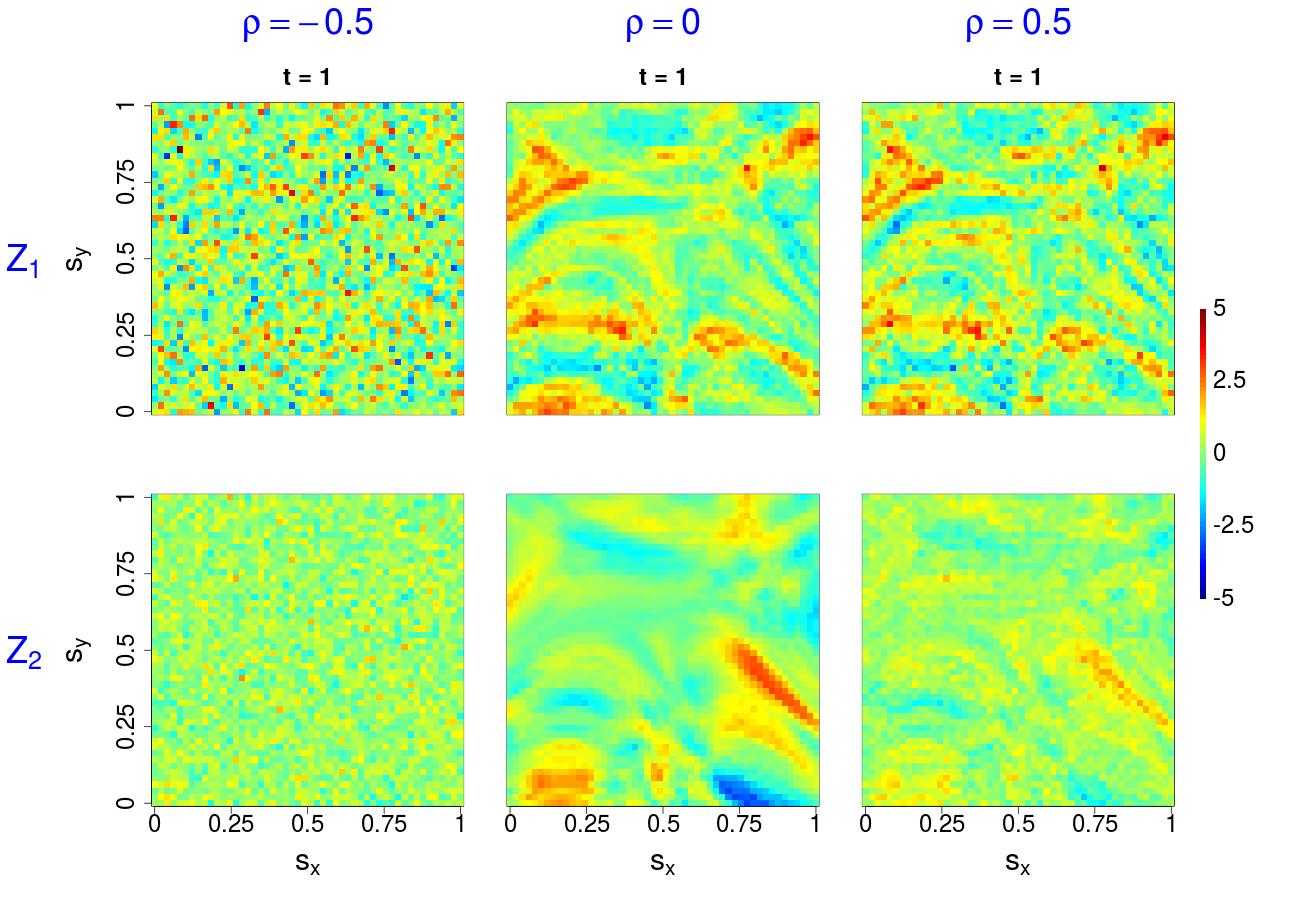 ρ = − 0.5 ρ = 0 ρ = 0.5
t = 1 t = 1 t = 1
Z1
sy
1
0.75
0.5
0.25
0
5
2.5
0
-2.5
-5
Z2
sy
1
0.75
0.5
0.25
0
0 0.25 0.5 0.75 1 0 0.25 0.5 0.75 1 0 0.25 0.5 0.75 1
sx sx sx